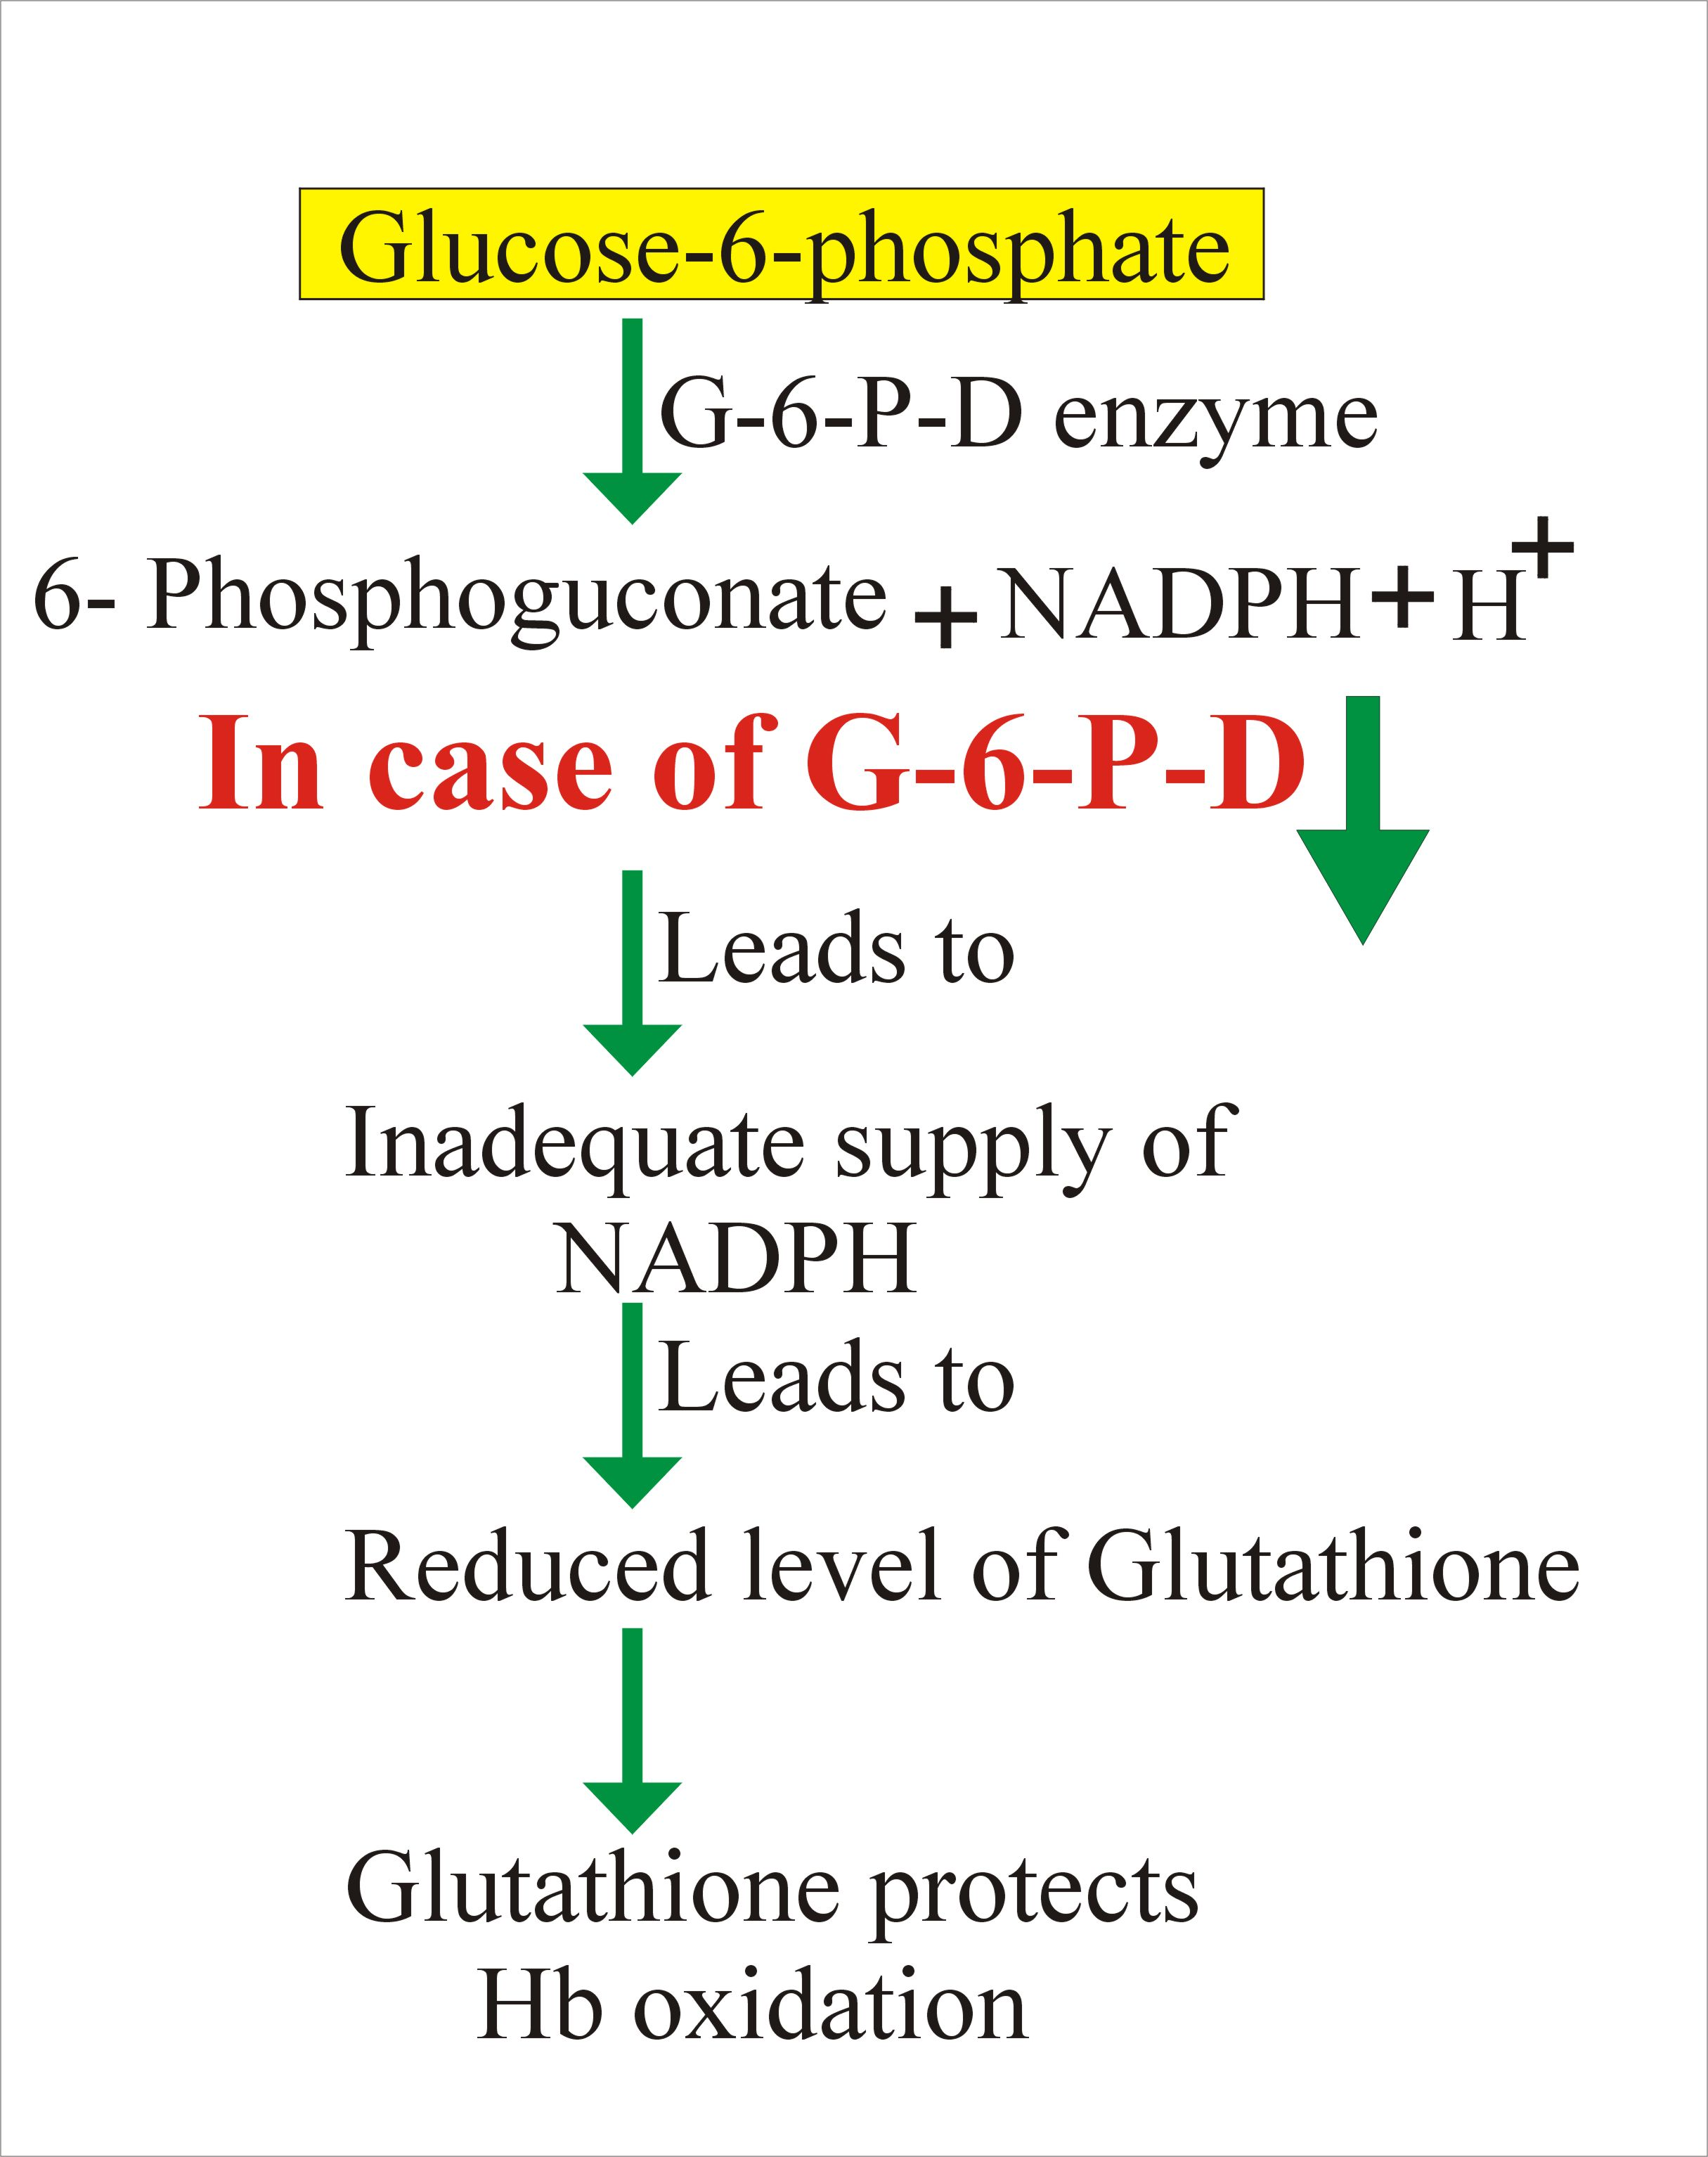 Glucose-6-phosphate
G-6-P-D enzyme
6- Phosphoguconate + NADPH + H⁺
In case of G-6-P-D
Leads to
Inadequate supply of
NADPH
Leads to
Reduced level of Glutathione
Glutathione protects
Hb oxidation